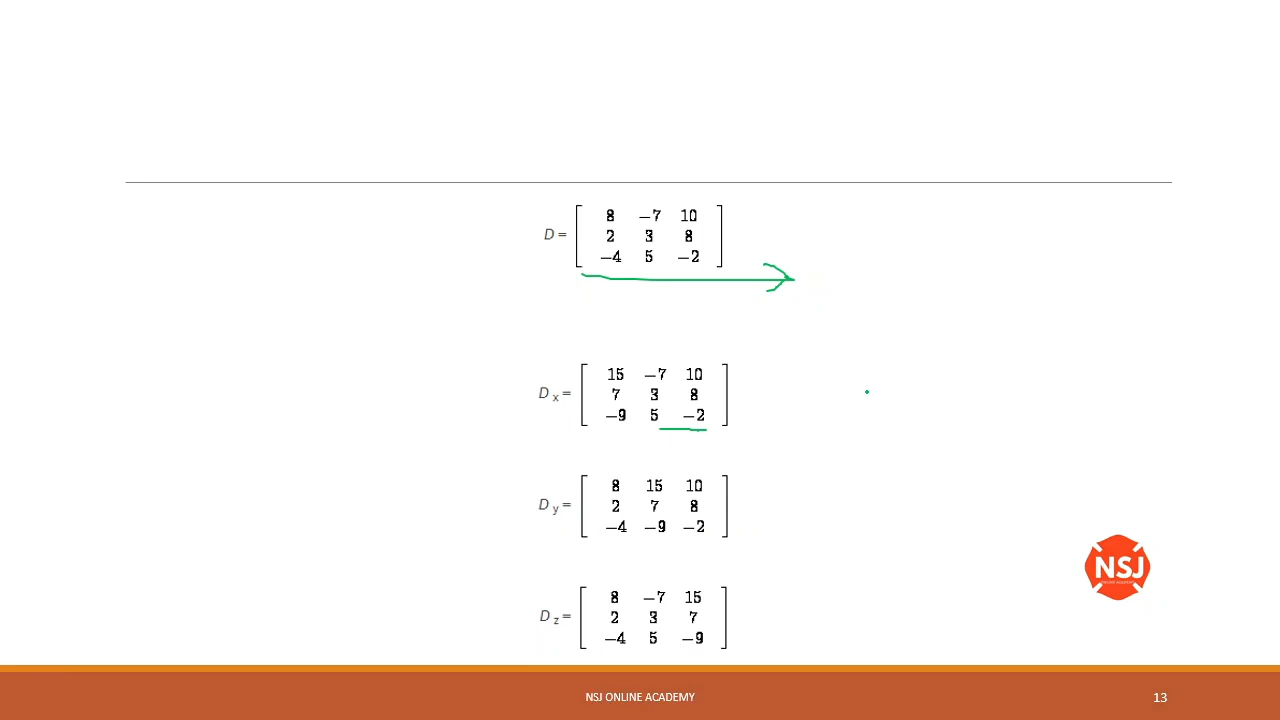 D = [ 8 −7 10
2 3 8
−4 5 −2 ]
D x = [ 15 −7 10
7 3 8
−9 5 −2 ]
D y = [ 8 15 10
2 7 8
−4 −9 −2 ]
D z = [ 8 −7 15
2 3 7
−4 5 −9 ]
NSJ
ONLINE ACADEMY
NSJ ONLINE ACADEMY
13